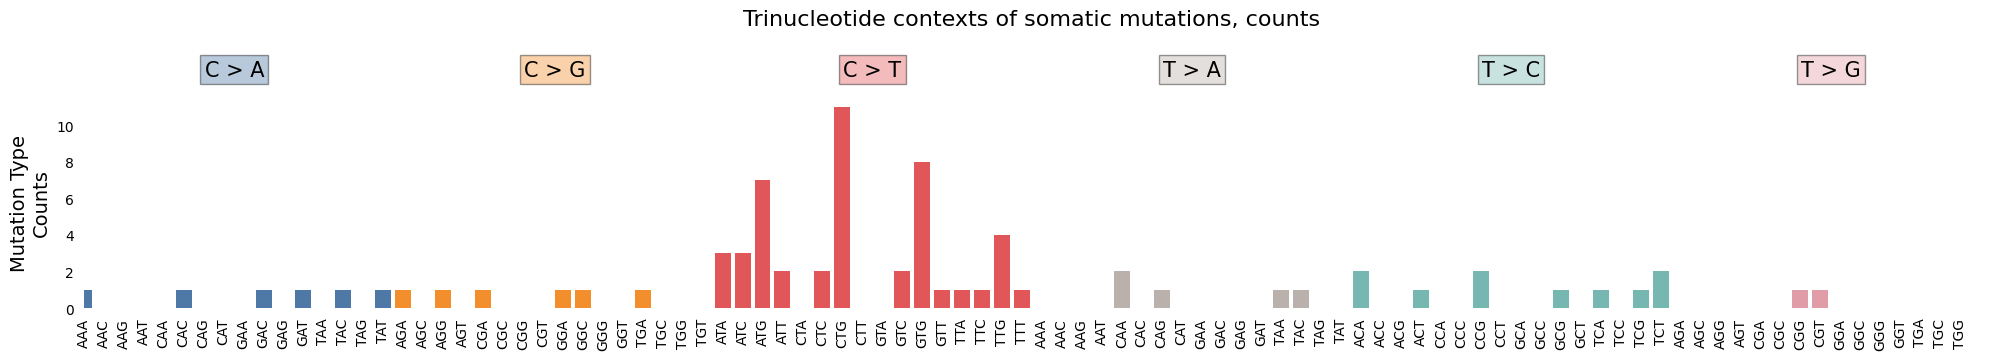 Trinucleotide contexts of somatic mutations, counts
C > A
C > G
C > T
T > A
T > C
T > G
Mutation Type
Counts
10
8
6
4
2
0
AAA AAC AAG AAT CAA CAC CAG CAT GAA GAC GAG GAT TAA TAC TAG TAT AGA AGC AGG AGT CGA CGC CGG CGT GGA GGC GGG GGT TGA TGC TGG TGT ATA ATC ATG ATT CTA CTC CTG CTT GTA GTC GTG GTT TTA TTC TTG TTT AAA AAC AAG AAT CAA CAC CAG CAT GAA GAC GAG GAT TAA TAC TAG TAT ACA ACC ACG ACT CCA CCC CCG CCT GCA GCC GCG GCT TCA TCC TCG TCT AGA AGC AGG AGT CGA CGC CGG CGT GGA GGC GGG GGT TGA TGC TGG